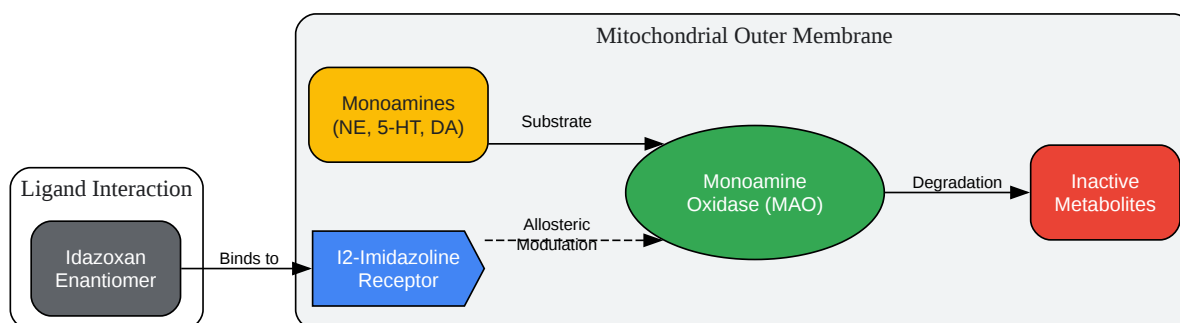 Mitochondrial Outer Membrane
Monoamines
(NE, 5-HT, DA)
Substrate
Monoamine
Oxidase (MAO)
Degradation
Inactive
Metabolites
Ligand Interaction
Idazoxan
Enantiomer
Binds to
I2-Imidazoline
Receptor
Allosteric
Modulation